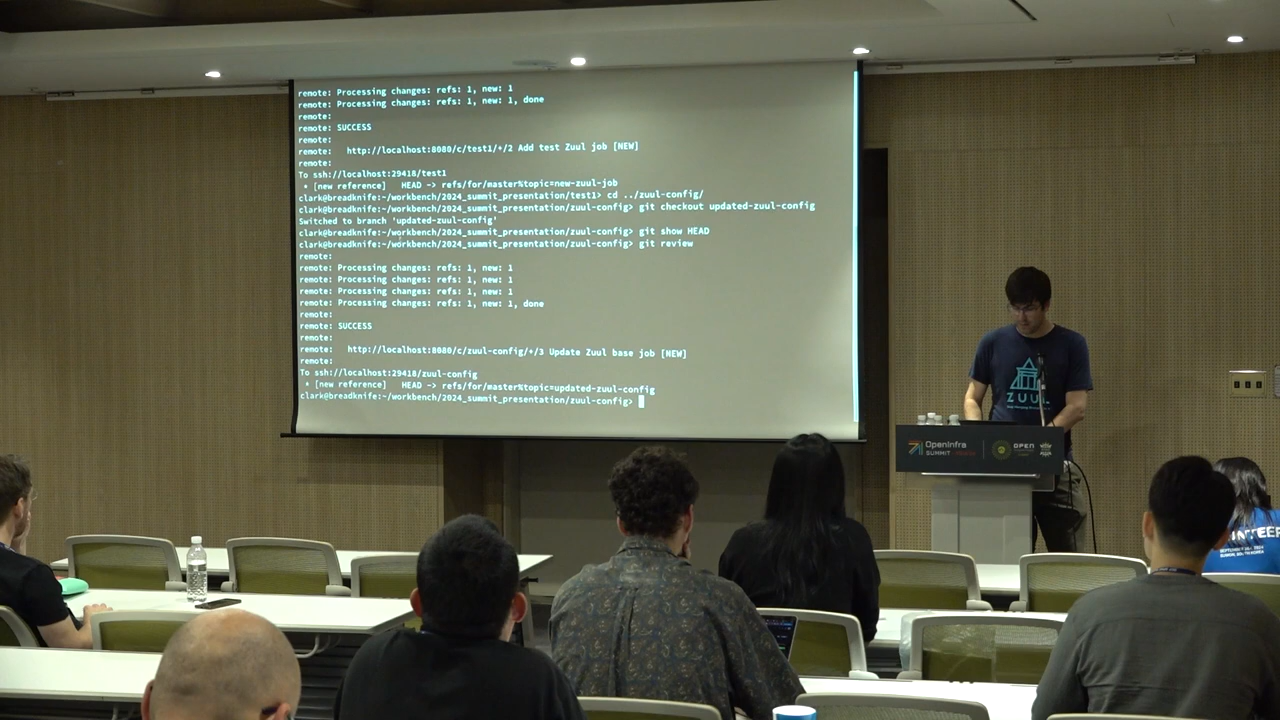 remote: Processing changes: refs: 1, new: 1
remote: Processing changes: refs: 1, new: 1, done
remote:
remote: SUCCESS
remote:
remote:   http://localhost:8080/c/test1/+/2 Add test Zuul job [NEW]
remote:
To ssh://localhost:29418/test1
 * [new reference]   HEAD -> refs/for/master%topic=new-zuul-job
clark@breadknife:~/workbench/2024_summit_presentation/test1> cd ../zuul-config/
clark@breadknife:~/workbench/2024_summit_presentation/zuul-config> git checkout updated-zuul-config
Switched to branch 'updated-zuul-config'
clark@breadknife:~/workbench/2024_summit_presentation/zuul-config> git show HEAD
clark@breadknife:~/workbench/2024_summit_presentation/zuul-config> git review
remote:
remote: Processing changes: refs: 1, new: 1
remote: Processing changes: refs: 1, new: 1
remote: Processing changes: refs: 1, new: 1
remote: Processing changes: refs: 1, new: 1, done
remote:
remote: SUCCESS
remote:
remote:   http://localhost:8080/c/zuul-config/+/3 Update Zuul base job [NEW]
remote:
To ssh://localhost:29418/zuul-config
 * [new reference]   HEAD -> refs/for/master%topic=updated-zuul-config
clark@breadknife:~/workbench/2024_summit_presentation/zuul-config>
ZUUL
OpenInfra
SUMMIT
OPEN
UNTEER